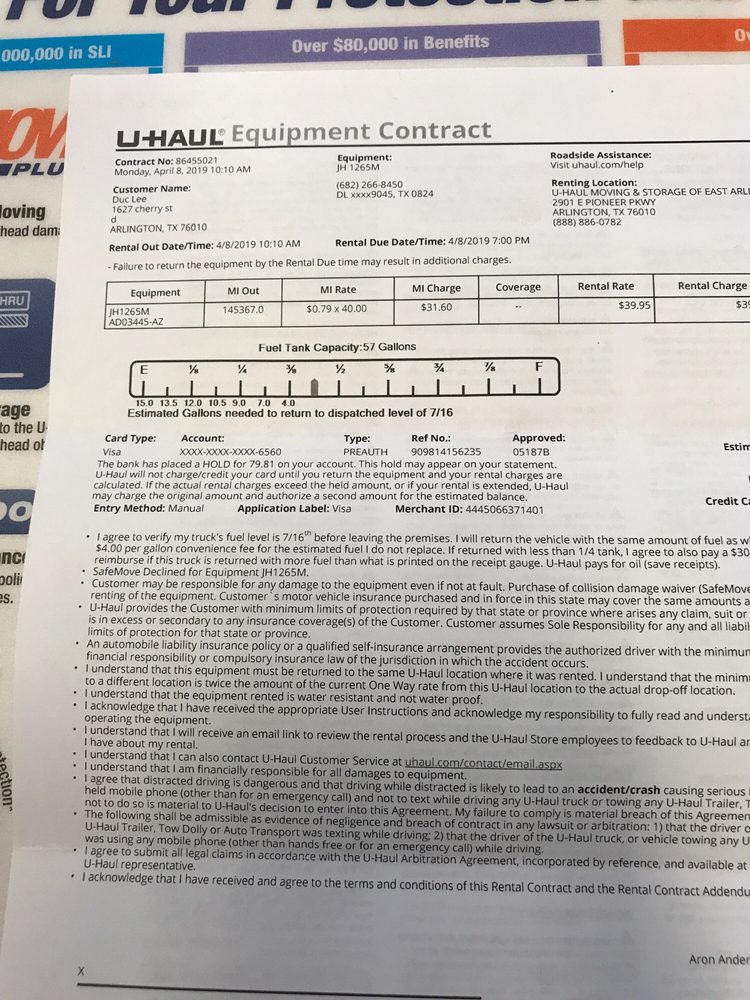 For Your Protection
000,000 in SLI
Over $80,000 in Benefits
PLU
Moving
head dam
HRU
to the U-
head of
U-HAUL® Equipment Contract
Contract No: 86455021
Monday, April 8, 2019 10:10 AM
Customer Name:
Duc Lee
1627 cherry st
d
ARLINGTON, TX 76010
Equipment:
JH 1265M
(682) 266-8450
DL xxxx9045, TX 0824
Roadside Assistance:
Visit uhaul.com/help
Renting Location:
U-HAUL MOVING & STORAGE OF EAST ARLI
2901 E PIONEER PKWY
ARLINGTON, TX 76010
(888) 886-0782
Rental Out Date/Time: 4/8/2019 10:10 AM Rental Due Date/Time: 4/8/2019 7:00 PM
- Failure to return the equipment by the Rental Due time may result in additional charges.
Equipment MI Out MI Rate MI Charge Coverage Rental Rate Rental Charge
JH1265M 145367.0 $0.79 x 40.00 $31.60 -- $39.95 $39
AD03445-AZ
Fuel Tank Capacity:57 Gallons
E ⅛ ¼ ⅜ ½ ⅝ ¾ ⅞ F
15.0 13.5 12.0 10.5 9.0 7.0 4.0
Estimated Gallons needed to return to dispatched level of 7/16
Card Type: Account: Type: Ref No.: Approved:
Visa XXXX-XXXX-XXXX-6560 PREAUTH 909814156235 05187B
Estim
The bank has placed a HOLD for 79.81 on your account. This hold may appear on your statement.
U-Haul will not charge/credit your card until you return the equipment and your rental charges are
calculated. If the actual rental charges exceed the held amount, or if your rental is extended, U-Haul
may charge the original amount and authorize a second amount for the estimated balance.
Entry Method: Manual Application Label: Visa Merchant ID: 4445066371401
Credit Ca
• I agree to verify my truck's fuel level is 7/16th before leaving the premises. I will return the vehicle with the same amount of fuel as w
$4.00 per gallon convenience fee for the estimated fuel I do not replace. If returned with less than 1/4 tank, I agree to also pay a $30
reimburse if this truck is returned with more fuel than what is printed on the receipt gauge. U-Haul pays for oil (save receipts).
• SafeMove Declined for Equipment JH1265M.
• Customer may be responsible for any damage to the equipment even if not at fault. Purchase of collision damage waiver (SafeMove
renting of the equipment. Customer`s motor vehicle insurance purchased and in force in this state may cover the same amounts a
• U-Haul provides the Customer with minimum limits of protection required by that state or province where arises any claim, suit or
is in excess or secondary to any insurance coverage(s) of the Customer. Customer assumes Sole Responsibility for any and all liabil
limits of protection for that state or province.
• An automobile liability insurance policy or a qualified self-insurance arrangement provides the authorized driver with the minimum
financial responsibility or compulsory insurance law of the jurisdiction in which the accident occurs.
• I understand that this equipment must be returned to the same U-Haul location where it was rented. I understand that the minim
to a different location is twice the amount of the current One Way rate from this U-Haul location to the actual drop-off location.
• I understand that the equipment rented is water resistant and not water proof.
• I acknowledge that I have received the appropriate User Instructions and acknowledge my responsibility to fully read and understa
operating the equipment.
• I understand that I will receive an email link to review the rental process and the U-Haul Store employees to feedback to U-Haul an
I have about my rental.
• I understand that I can also contact U-Haul Customer Service at uhaul.com/contact/email.aspx
• I understand that I am financially responsible for all damages to equipment.
• I agree that distracted driving is dangerous and that driving while distracted is likely to lead to an accident/crash causing serious i
held mobile phone (other than for an emergency call) and not to text while driving any U-Haul truck or towing any U-Haul Trailer, T
not to do so is material to U-Haul's decision to enter into this Agreement. My failure to comply is material breach of this Agreemen
• The following shall be admissible as evidence of negligence and breach of contract in any lawsuit or arbitration: 1) that the driver o
U-Haul Trailer, Tow Dolly or Auto Transport was texting while driving; 2) that the driver of the U-Haul truck, or vehicle towing any U
was using any mobile phone (other than hands free or for an emergency call) while driving.
• I agree to submit all legal claims in accordance with the U-Haul Arbitration Agreement, incorporated by reference, and available at
U-Haul representative.
• I acknowledge that I have received and agree to the terms and conditions of this Rental Contract and the Rental Contract Addendu
Aron Ander
X